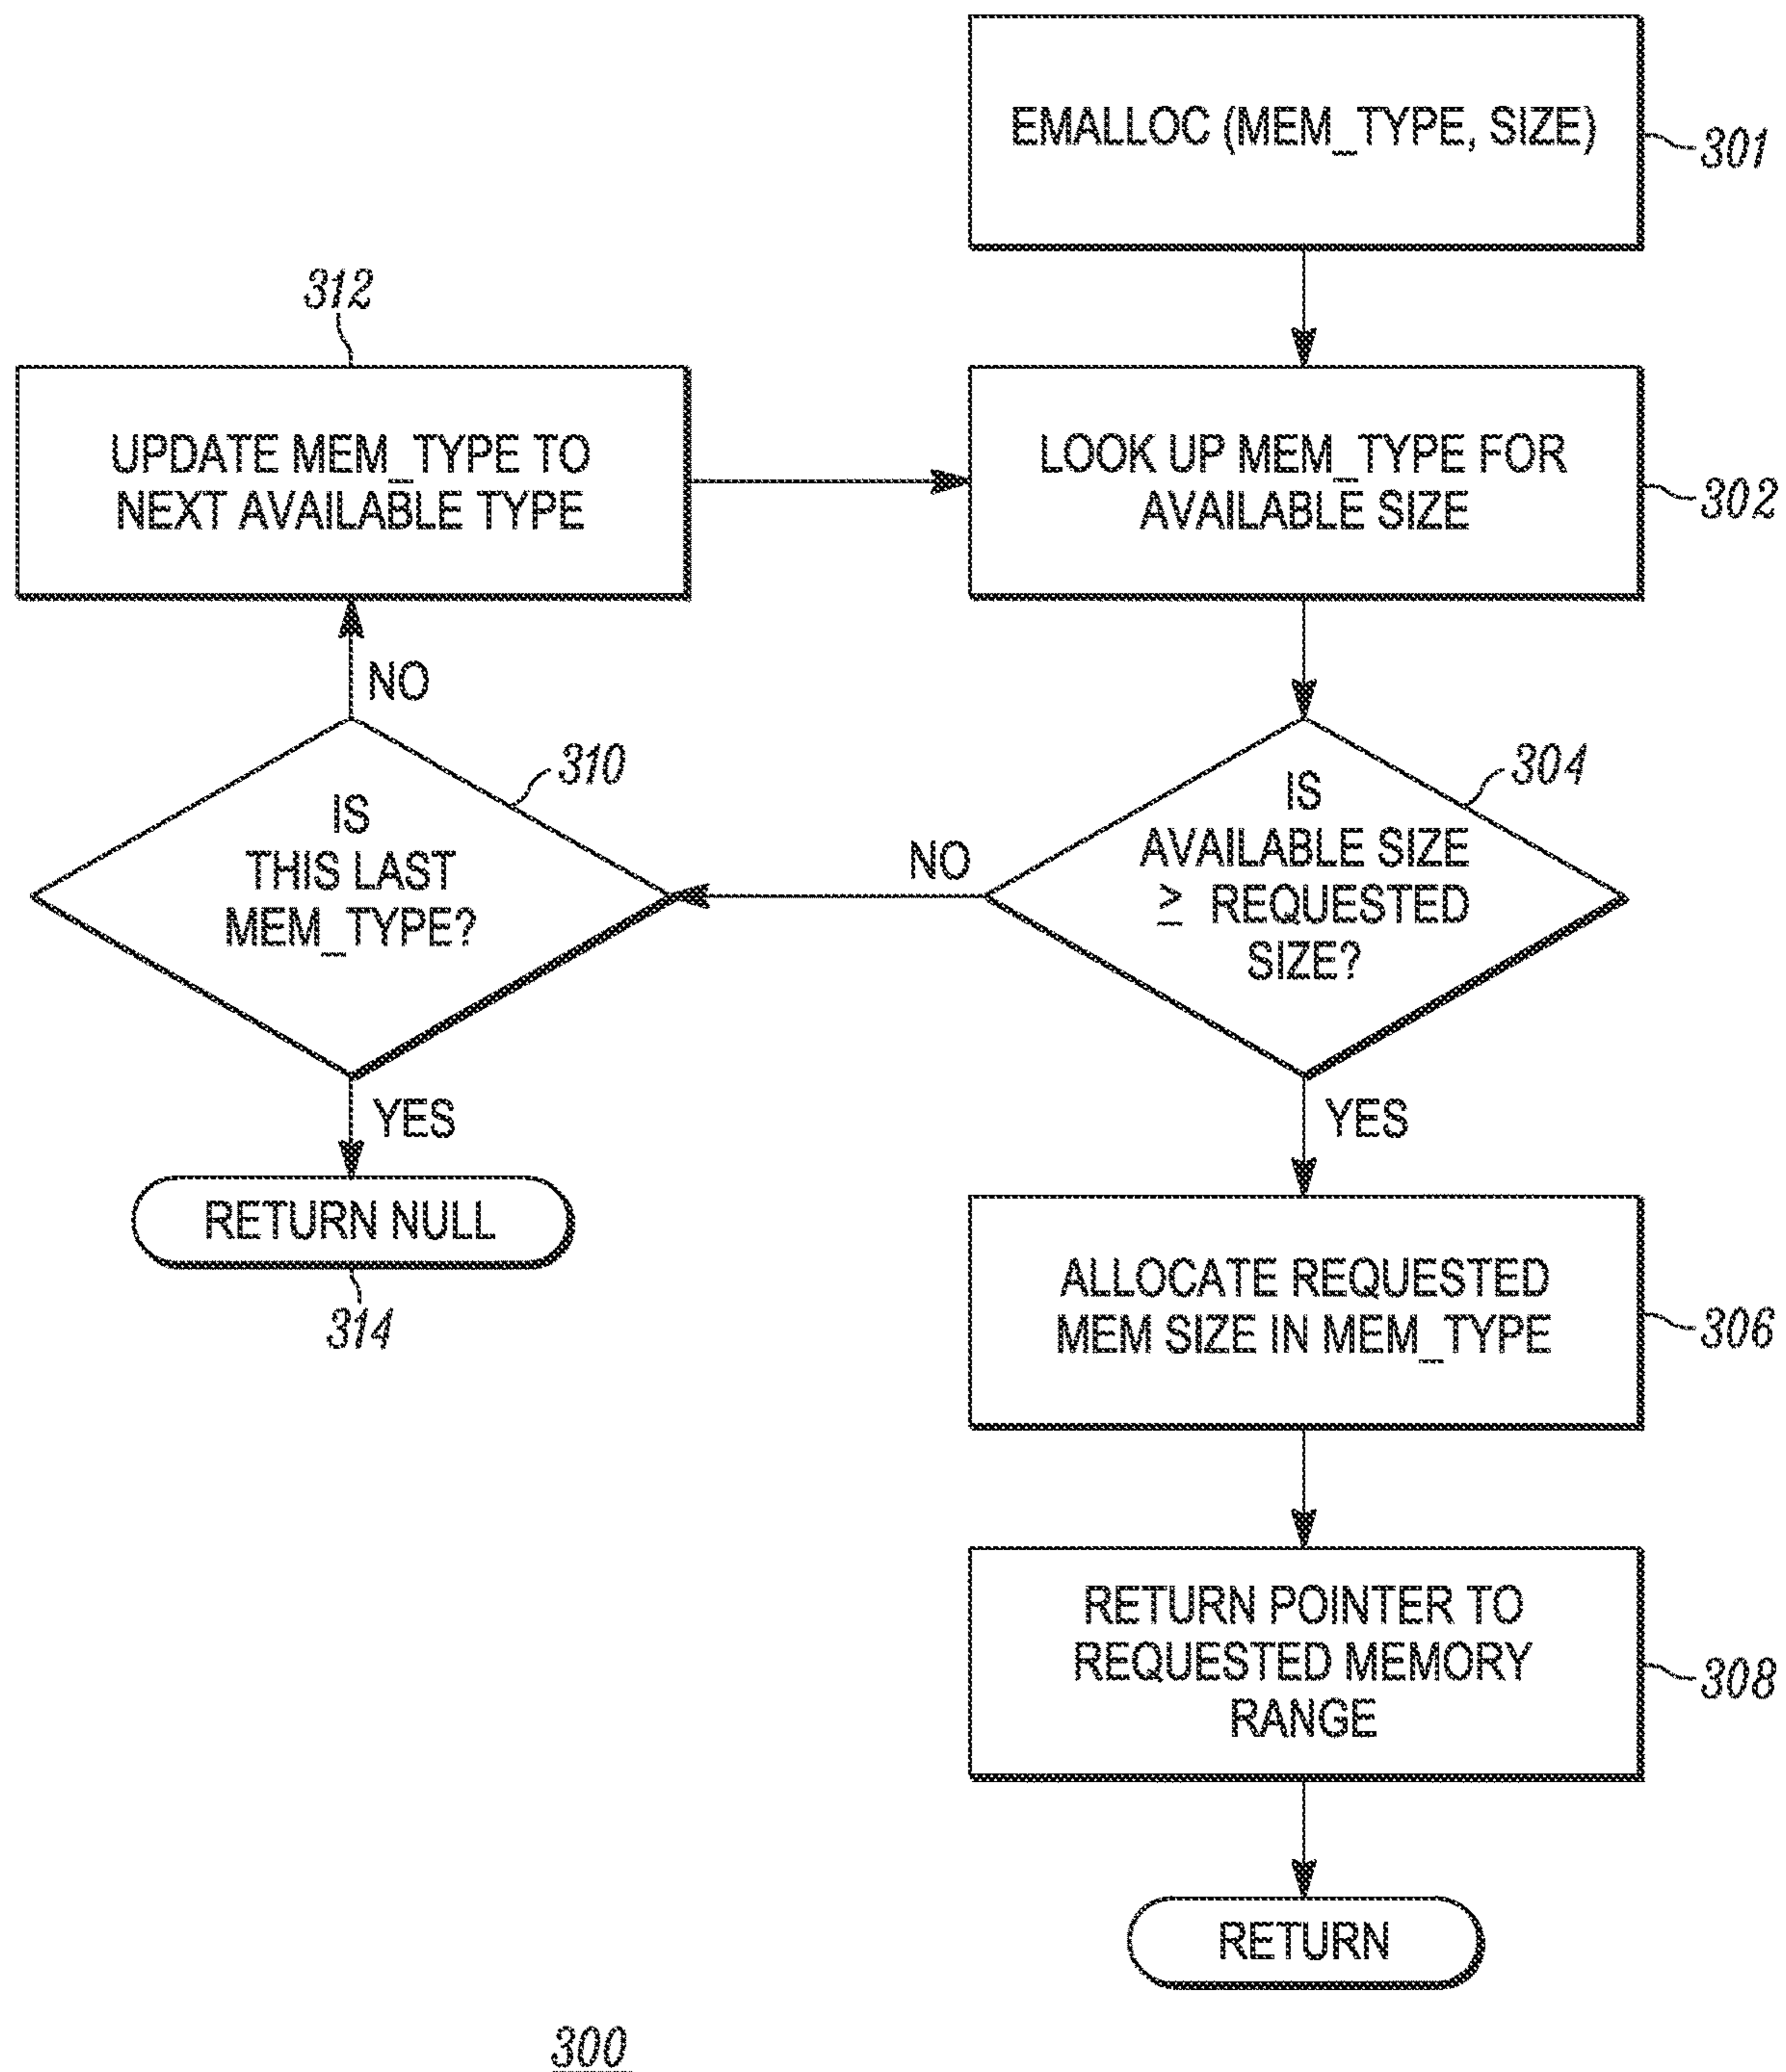 EMALLOC (MEM_TYPE, SIZE)
301
312
UPDATE MEM_TYPE TO
NEXT AVAILABLE TYPE
LOOK UP MEM_TYPE FOR
AVAILABLE SIZE
302
NO
310
IS
THIS LAST
MEM_TYPE?
NO
304
IS
AVAILABLE SIZE
≥ REQUESTED
SIZE?
YES
RETURN NULL
314
YES
ALLOCATE REQUESTED
MEM SIZE IN MEM_TYPE
306
RETURN POINTER TO
REQUESTED MEMORY
RANGE
308
RETURN
300